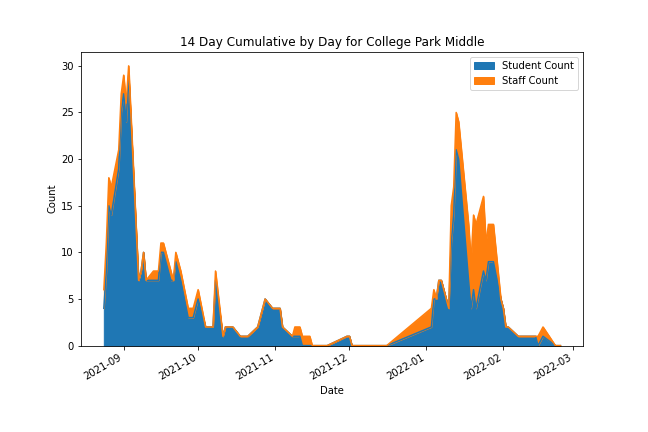 14 Day Cumulative by Day for College Park Middle
Student Count
Staff Count
30
25
20
15
10
5
0
Count
2021-09
2021-10
2021-11
2021-12
2022-01
2022-02
2022-03
Date